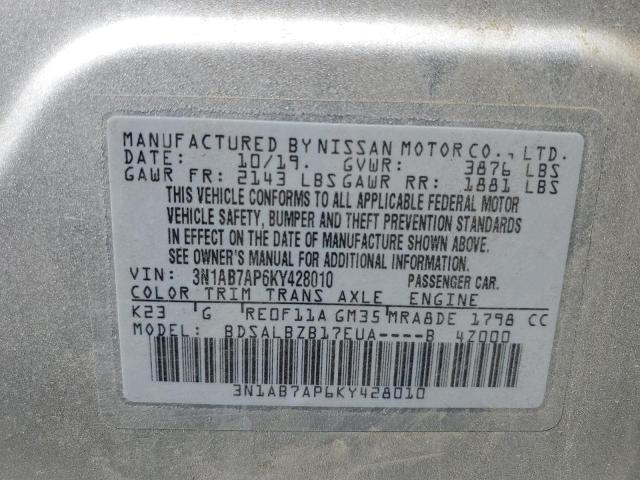 MANUFACTURED BY NISSAN MOTOR CO., LTD.
DATE: 10/19. GVWR: 3876 LBS
GAWR FR: 2143 LBS GAWR RR: 1881 LBS
THIS VEHICLE CONFORMS TO ALL APPLICABLE FEDERAL MOTOR
VEHICLE SAFETY, BUMPER AND THEFT PREVENTION STANDARDS
IN EFFECT ON THE DATE OF MANUFACTURE SHOWN ABOVE.
SEE OWNER'S MANUAL FOR ADDITIONAL INFORMATION.
VIN: 3N1AB7AP6KY428010 PASSENGER CAR.
COLOR TRIM TRANS AXLE ENGINE
K23 G RE0F11A GM35 MRA8DE 1798 CC
MODEL: BDSALBZB17EUA----B 4Z000
3N1AB7AP6KY428010